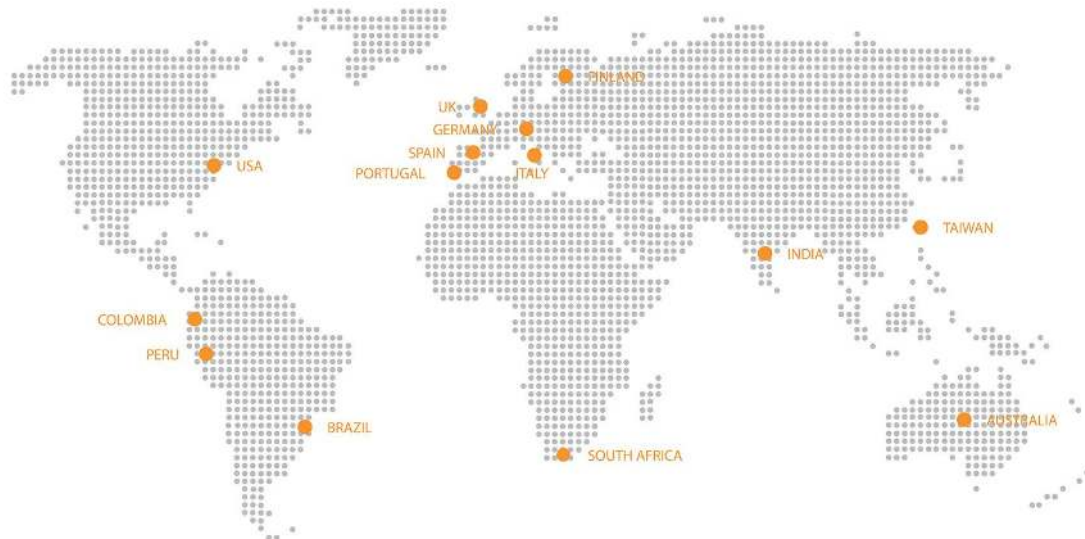 FINLAND
UK
GERMANY
SPAIN
USA
PORTUGAL
ITALY
TAIWAN
INDIA
COLOMBIA
PERU
BRAZIL
AUSTRALIA
SOUTH AFRICA